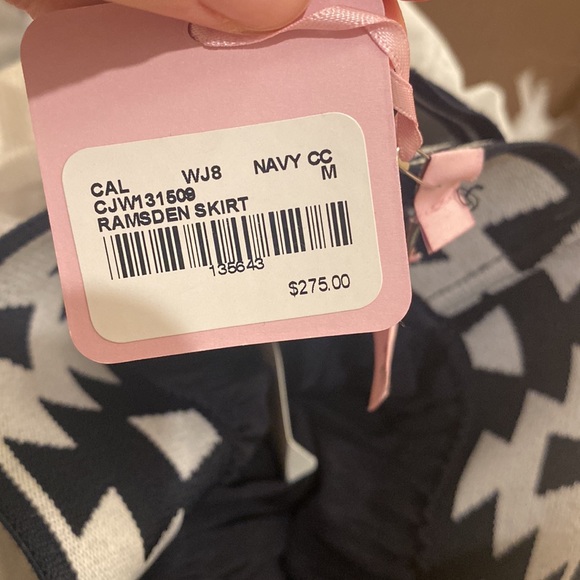 CAL WJ8 NAVY CC
CJW131509 M
RAMSDEN SKIRT
135643
$275.00